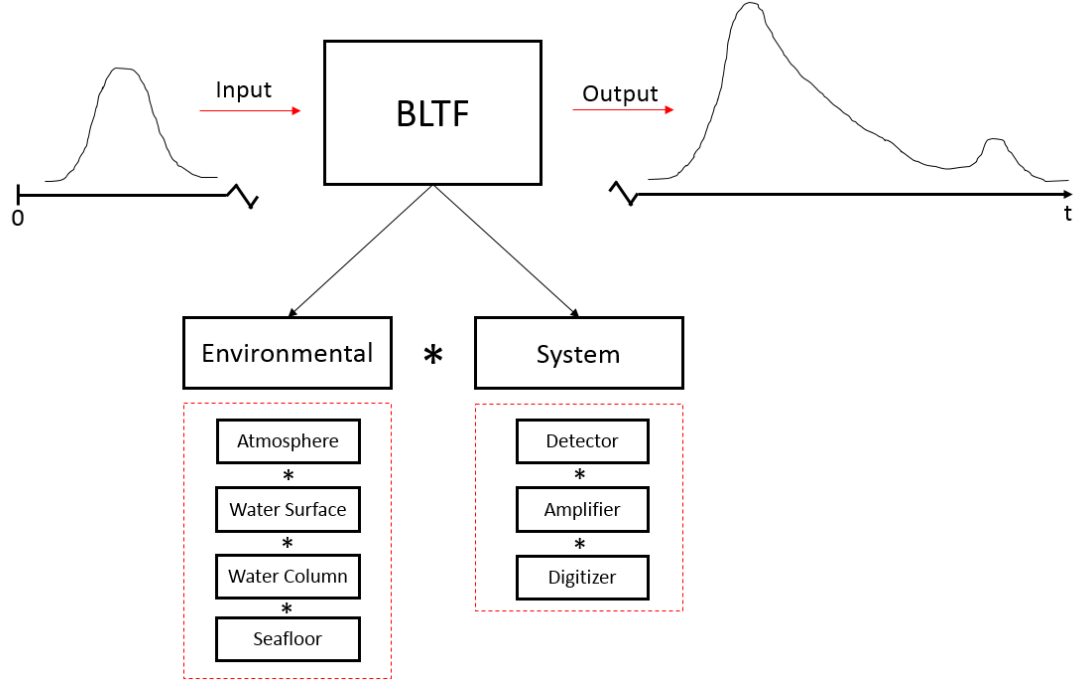 Input
BLTF
Output
0
t
Environmental
*
System
Atmosphere
*
Water Surface
*
Water Column
*
Seafloor
Detector
*
Amplifier
*
Digitizer